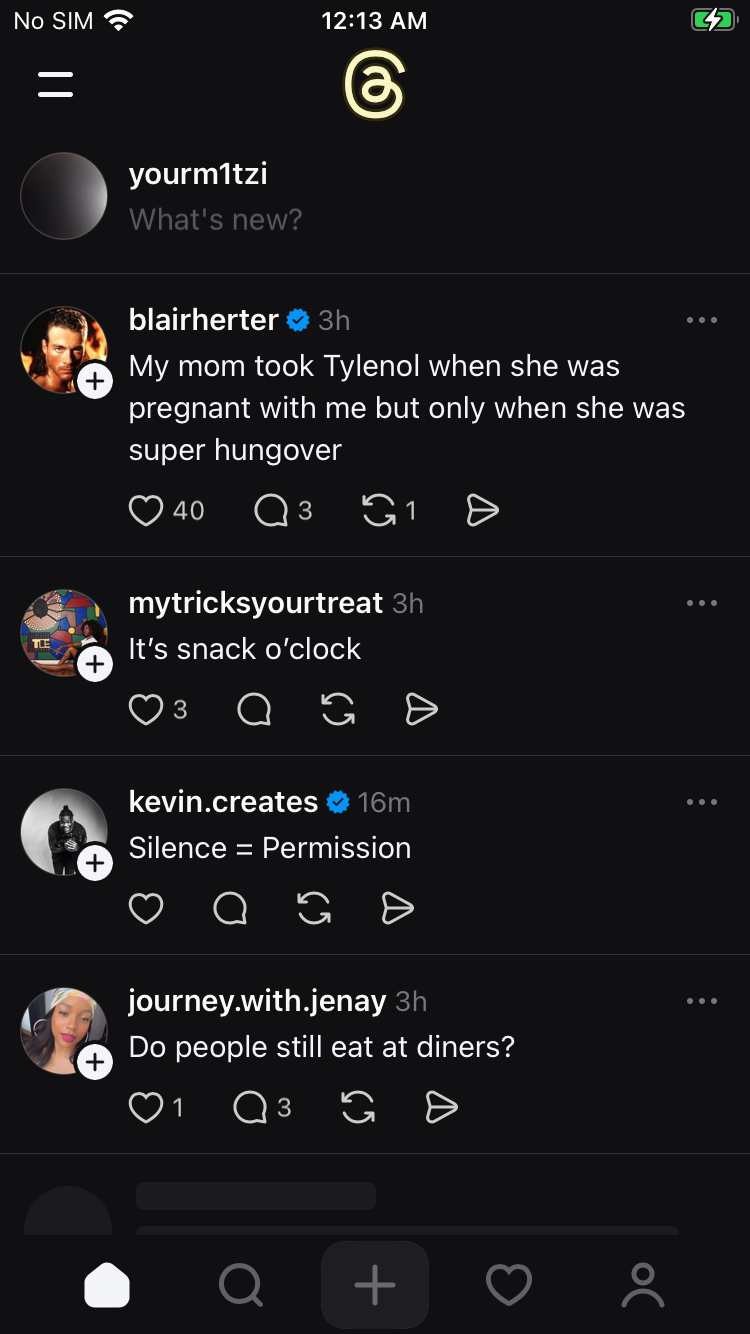 No SIM 12:13 AM
yourm1tzi
What's new?
blairherter 3h
My mom took Tylenol when she was
pregnant with me but only when she was
super hungover
40 3 1
mytricksyourtreat 3h
It’s snack o’clock
3
kevin.creates 16m
Silence = Permission
journey.with.jenay 3h
Do people still eat at diners?
1 3